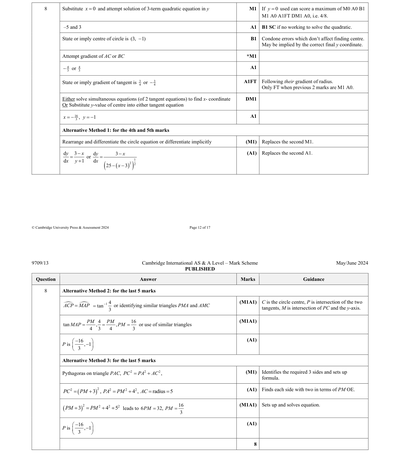 8
Substitute x = 0 and attempt solution of 3-term quadratic equation in y
M1
If y = 0 used can score a maximum of M0 A0 B1
M1 A0 A1FT DM1 A0, i.e. 4/8.
-5 and 3
A1
B1 SC if no working to solve the quadratic.
State or imply centre of circle is (3, −1)
B1
Condone errors which don't affect finding centre.
May be implied by the correct final y coordinate.
Attempt gradient of AC or BC
*M1
A1
State or imply gradient of tangent is
A1FT
Following their gradient of radius.
Only FT when previous 2 marks are M1 A0.
Either solve simultaneous equations (of 2 tangent equations) to find x- coordinate
Or Substitute y-value of centre into either tangent equation
DM1
x = −16/3, y = −1
A1
Alternative Method 1: for the 4th and 5th marks
Rearrange and differentiate the circle equation or differentiate implicitly
(M1)
Replaces the second M1.
dy/dx = (3−x)/(y+1) or dy/dx = (3−x)/(25−(x−3)²)^½
(A1)
Replaces the second A1.
© Cambridge University Press & Assessment 2024
Page 12 of 17
9709/13
Cambridge International AS & A Level – Mark Scheme
PUBLISHED
May/June 2024
Question
Answer
Marks
Guidance
8
Alternative Method 2: for the last 5 marks
ACP = MAP = tan⁻¹ 4/3 or identifying similar triangles PMA and AMC
(M1A1)
C is the circle centre, P is intersection of the two
tangents, M is intersection of PC and the y-axis.
tan MAP = PM/4, 4/3 = PM/4, PM = 16/3 or use of similar triangles
(M1A1)
P is (−16/3, −1)
(A1)
Alternative Method 3: for the last 5 marks
Pythagoras on triangle PAC, PC² = PA² + AC²,
(M1)
Identifies the required 3 sides and sets up
formula.
PC² = (PM + 3)², PA² = PM² + 4², AC = radius = 5
(A1)
Finds each side with two in terms of PM OE.
(PM + 3)² = PM² + 4² + 5² leads to 6PM = 32, PM = 16/3
(M1A1)
Sets up and solves equation.
P is (−16/3, −1)
(A1)
8